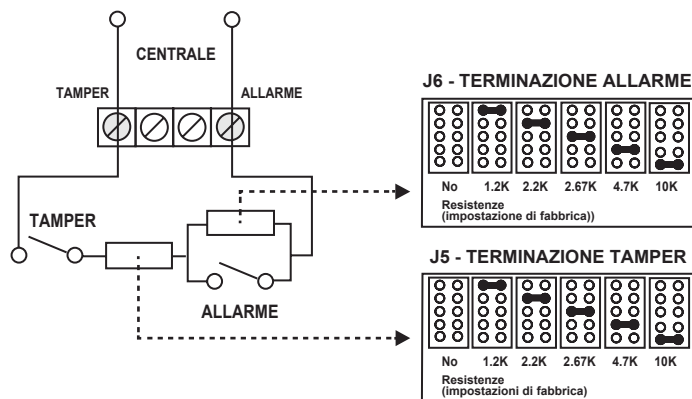 CENTRALE
TAMPER
ALLARME
TAMPER
ALLARME
J6 - TERMINAZIONE ALLARME
No 1.2K 2.2K 2.67K 4.7K 10K
Resistenze
(impostazione di fabbrica))
J5 - TERMINAZIONE TAMPER
No 1.2K 2.2K 2.67K 4.7K 10K
Resistenze
(impostazioni di fabbrica)